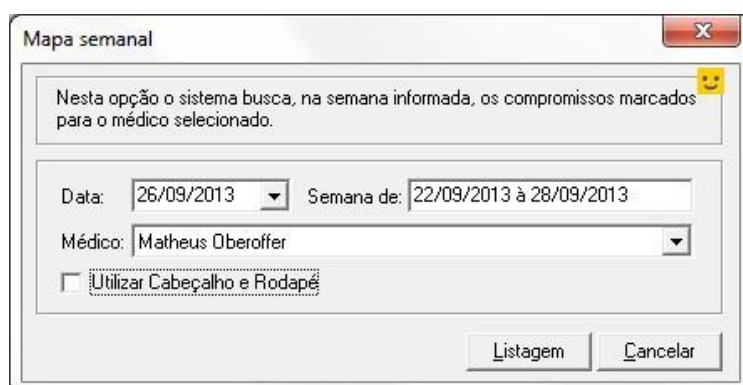 Mapa semanal
Nesta opção o sistema busca, na semana informada, os compromissos marcados
para o médico selecionado.
Data: 26/09/2013 Semana de: 22/09/2013 à 28/09/2013
Médico: Matheus Oberoffer
Utilizar Cabeçalho e Rodapé
Listagem Cancelar